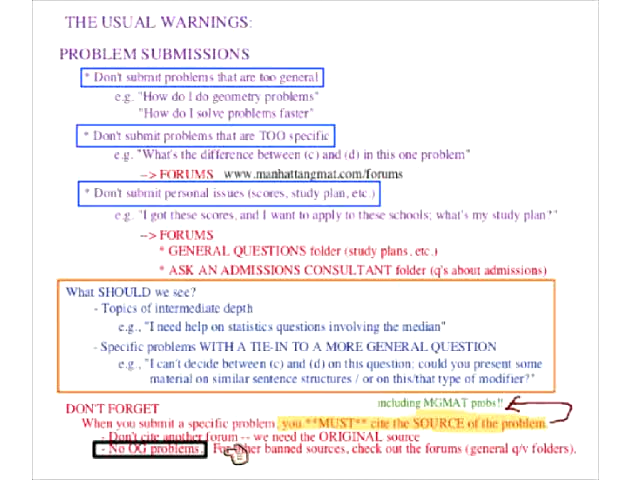 THE USUAL WARNINGS:
PROBLEM SUBMISSIONS
* Don't submit problems that are too general
e.g. "How do I do geometry problems"
"How do I solve problems faster"
* Don't submit problems that are TOO specific
e.g. "What's the difference between (c) and (d) in this one problem"
--> FORUMS www.manhattangmat.com/forums
* Don't submit personal issues (scores, study plan, etc.)
e.g. "I got these scores, and I want to apply to these schools; what's my study plan?"
--> FORUMS
* GENERAL QUESTIONS folder (study plans, etc.)
* ASK AN ADMISSIONS CONSULTANT folder (q's about admissions)
What SHOULD we see?
- Topics of intermediate depth
e.g., "I need help on statistics questions involving the median"
- Specific problems WITH A TIE-IN TO A MORE GENERAL QUESTION
e.g., "I can't decide between (c) and (d) on this question; could you present some
material on similar sentence structures / or on this/that type of modifier?"
including MGMAT probs!!
DON'T FORGET
When you submit a specific problem, you **MUST** cite the SOURCE of the problem.
- Don't cite another forum -- we need the ORIGINAL source
- No OG problems. For other banned sources, check out the forums (general q/v folders).